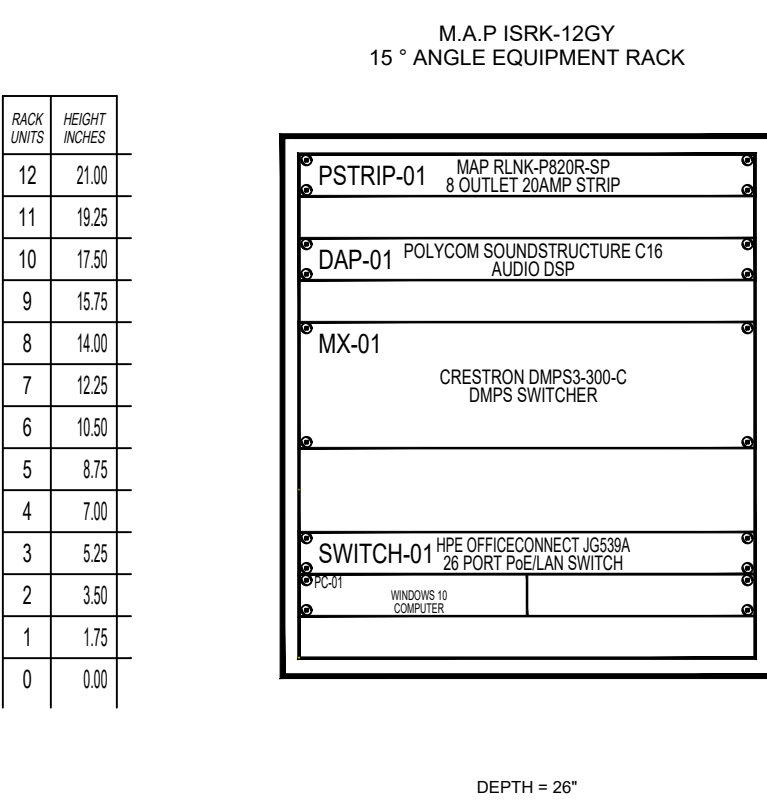 M.A.P ISRK-12GY
15 ° ANGLE EQUIPMENT RACK
RACK UNITS HEIGHT INCHES
12 21.00
11 19.25
10 17.50
9 15.75
8 14.00
7 12.25
6 10.50
5 8.75
4 7.00
3 5.25
2 3.50
1 1.75
0 0.00
PSTRIP-01
MAP RLNK-P820R-SP
8 OUTLET 20AMP STRIP
DAP-01
POLYCOM SOUNDSTRUCTURE C16
AUDIO DSP
MX-01
CRESTRON DMPS3-300-C
DMPS SWITCHER
SWITCH-01
HPE OFFICECONNECT JG539A
26 PORT PoE/LAN SWITCH
PC-01
WINDOWS 10
COMPUTER
DEPTH = 26"